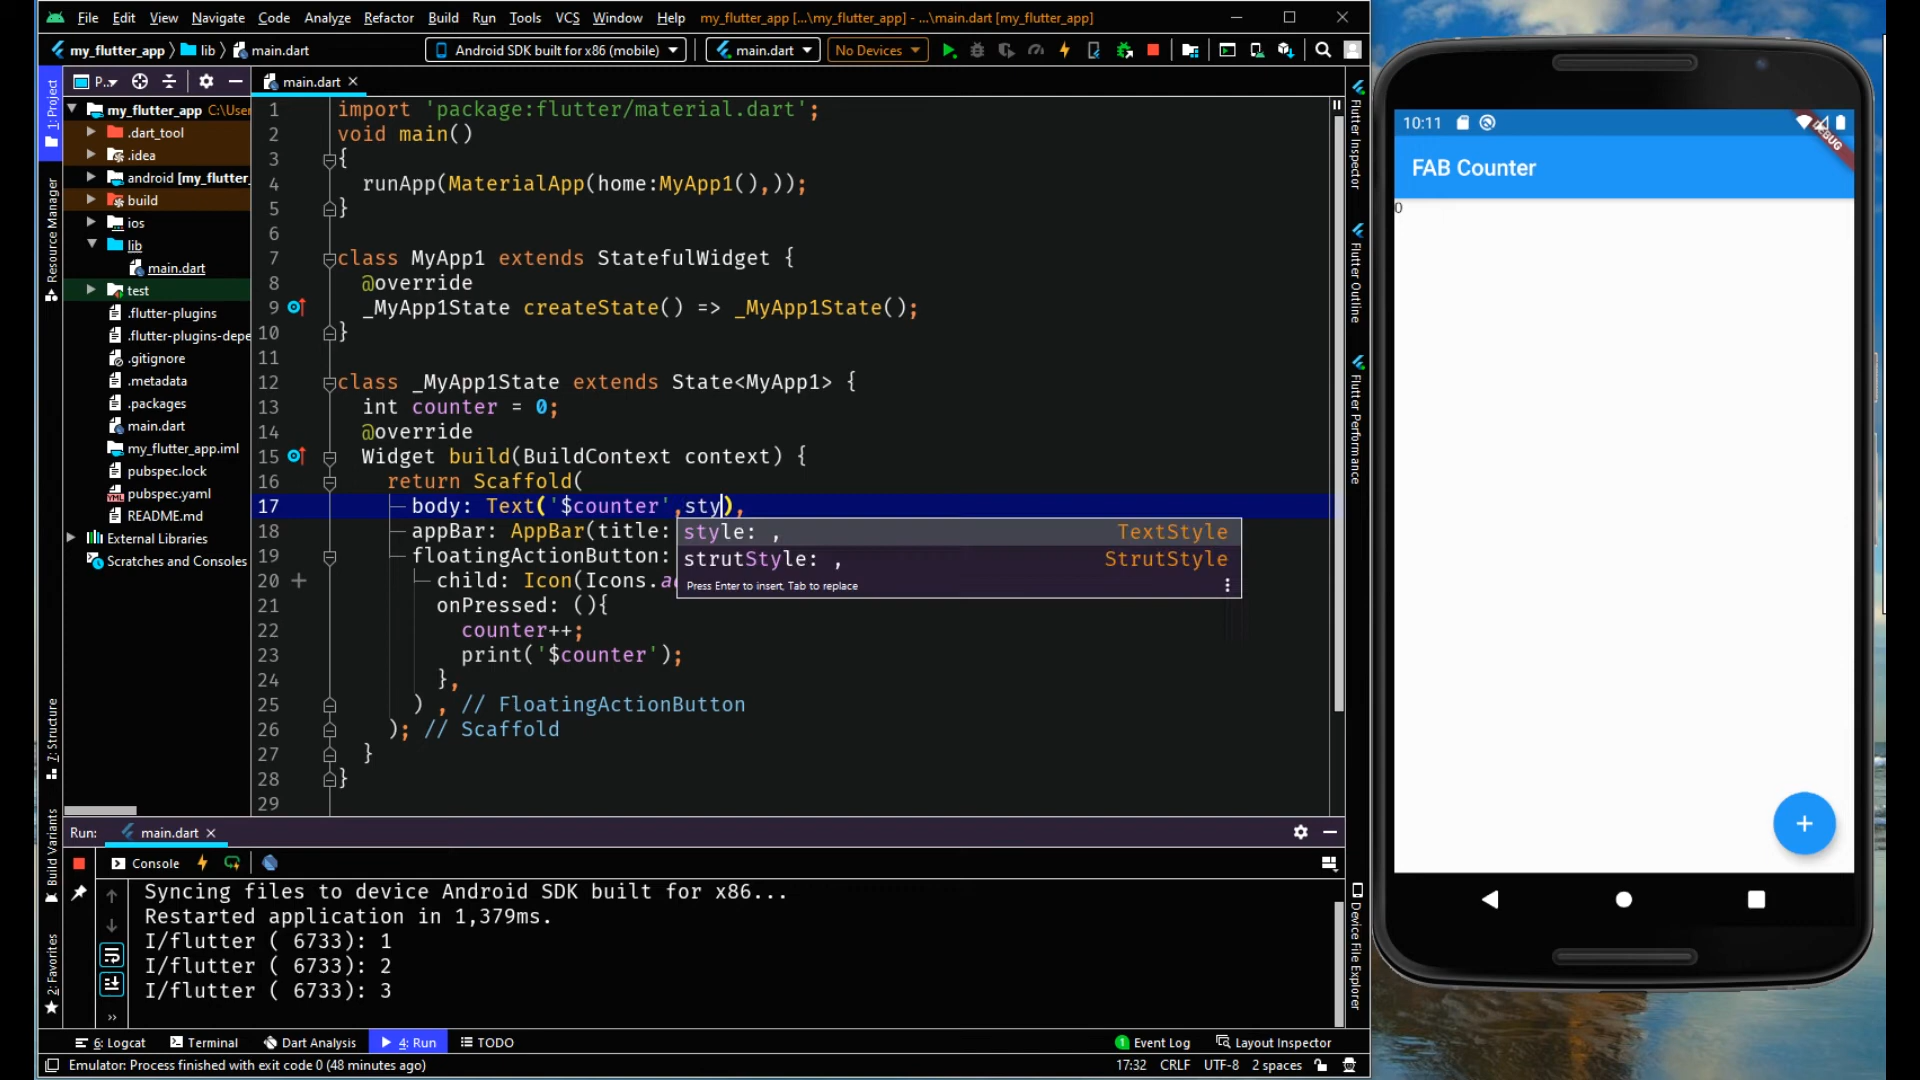 File Edit View Navigate Code Analyze Refactor Build Run Tools VCS Window Help my_flutter_app [...\my_flutter_app] - ...\main.dart [my_flutter_app]
my_flutter_app lib main.dart Android SDK built for x86 (mobile) main.dart No Devices
P..
main.dart
1: Project
Resource Manager
7: Structure
Build Variants
2: Favorites
my_flutter_app C:\User
.dart_tool
.idea
android [my_flutter_
build
ios
lib
main.dart
test
.flutter-plugins
.flutter-plugins-depe
.gitignore
.metadata
.packages
main.dart
my_flutter_app.iml
pubspec.lock
pubspec.yaml
README.md
External Libraries
Scratches and Consoles
1 import 'package:flutter/material.dart';
2 void main()
3 {
4 runApp(MaterialApp(home:MyApp1(),));
5 }
6
7 class MyApp1 extends StatefulWidget {
8 @override
9 _MyApp1State createState() => _MyApp1State();
10 }
11
12 class _MyApp1State extends State<MyApp1> {
13 int counter = 0;
14 @override
15 Widget build(BuildContext context) {
16 return Scaffold(
17 body: Text('$counter',sty),
18 appBar: AppBar(title:
19 floatingActionButton:
20 child: Icon(Icons.a
21 onPressed: (){
22 counter++;
23 print('$counter');
24 },
25 ) , // FloatingActionButton
26 ); // Scaffold
27 }
28 }
29
style: , TextStyle
strutStyle: , StrutStyle
Press Enter to insert, Tab to replace
Flutter Inspector
Flutter Outline
Flutter Performance
Device File Explorer
Run: main.dart
Console
Syncing files to device Android SDK built for x86...
Restarted application in 1,379ms.
I/flutter ( 6733): 1
I/flutter ( 6733): 2
I/flutter ( 6733): 3
6: Logcat Terminal Dart Analysis 4: Run TODO 1 Event Log Layout Inspector
Emulator: Process finished with exit code 0 (48 minutes ago) 17:32 CRLF UTF-8 2 spaces
10:11
DEBUG
FAB Counter
0